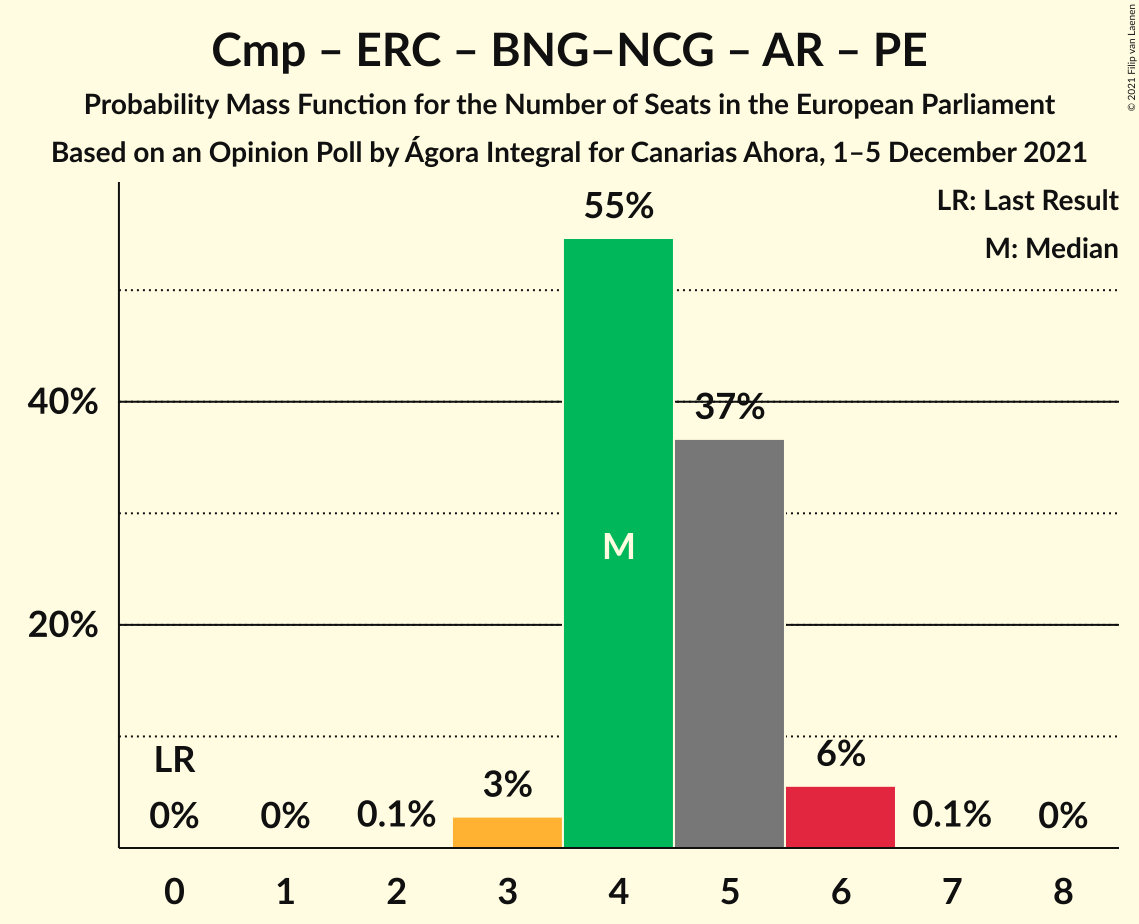 Cmp – ERC – BNG–NCG – AR – PE
Probability Mass Function for the Number of Seats in the European Parliament
Based on an Opinion Poll by Ágora Integral for Canarias Ahora, 1–5 December 2021
© 2021 Filip van Laenen
LR: Last Result
M: Median
55%
40%
37%
M
20%
LR
6%
3%
0% 0% 0.1% 0.1% 0%
0 1 2 3 4 5 6 7 8